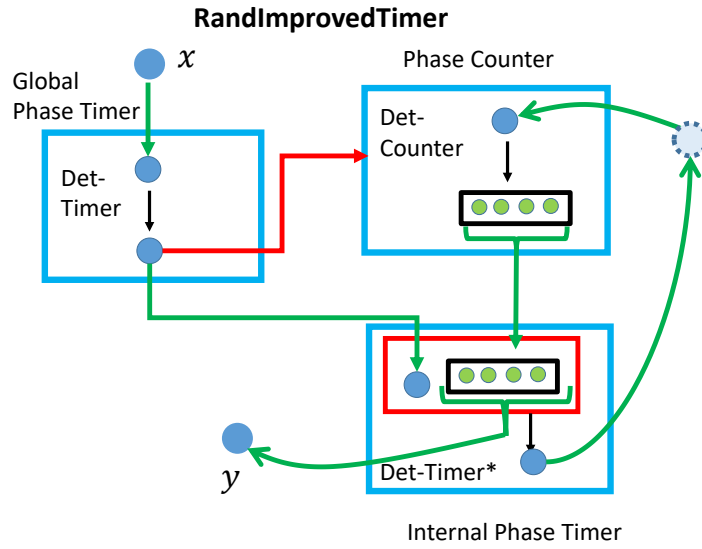 RandImprovedTimer
x
Global
Phase Timer
Det-
Timer
Phase Counter
Det-
Counter
y
Det-Timer*
Internal Phase Timer